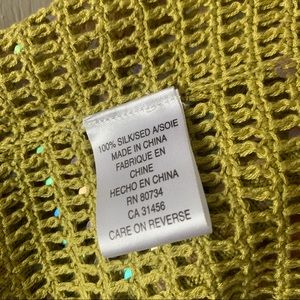 100% SILK/SED A/SOIE
MADE IN CHINA
FABRIQUE EN
CHINE
HECHO EN CHINA
RN 80734
CA 31456
CARE ON REVERSE